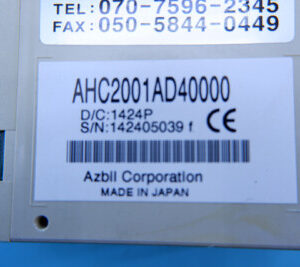 TEL:070-7596-2345
FAX:050-5844-0449
AHC2001AD40000
D/C:1424P
S/N:142405039 f CE
Azbil Corporation
MADE IN JAPAN